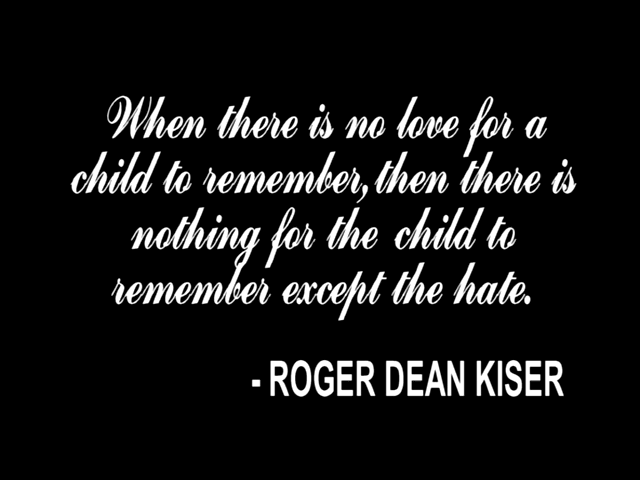 When there is no love for a
child to remember, then there is
nothing for the child to
remember except the hate.
- ROGER DEAN KISER